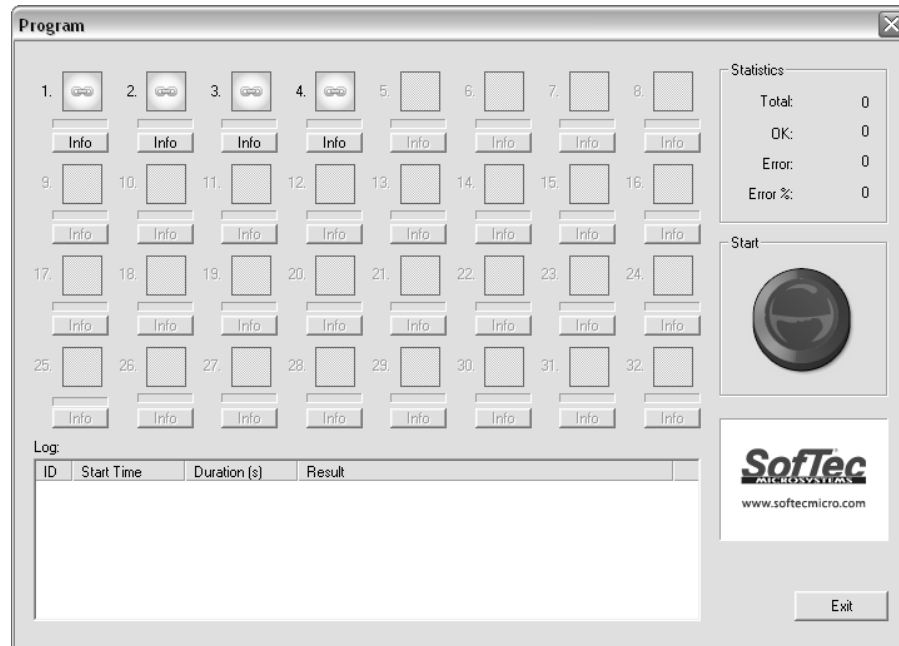 Program
1. 2. 3. 4. 5. 6. 7. 8.
Info Info Info Info Info Info Info Info
9. 10. 11. 12. 13. 14. 15. 16.
Info Info Info Info Info Info Info Info
17. 18. 19. 20. 21. 22. 23. 24.
Info Info Info Info Info Info Info Info
25. 26. 27. 28. 29. 30. 31. 32.
Info Info Info Info Info Info Info Info
Log:
ID Start Time Duration (s) Result
Statistics
Total: 0
OK: 0
Error: 0
Error %: 0
Start
SofTec
MICROSYSTEMS
www.softecmicro.com
Exit